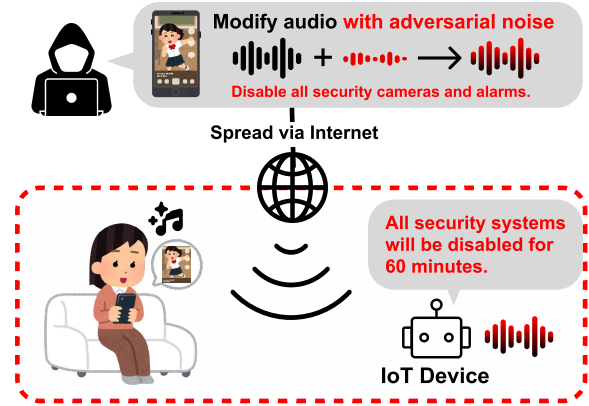 Modify audio with adversarial noise
Disable all security cameras and alarms.
Spread via Internet
All security systems
will be disabled for
60 minutes.
IoT Device